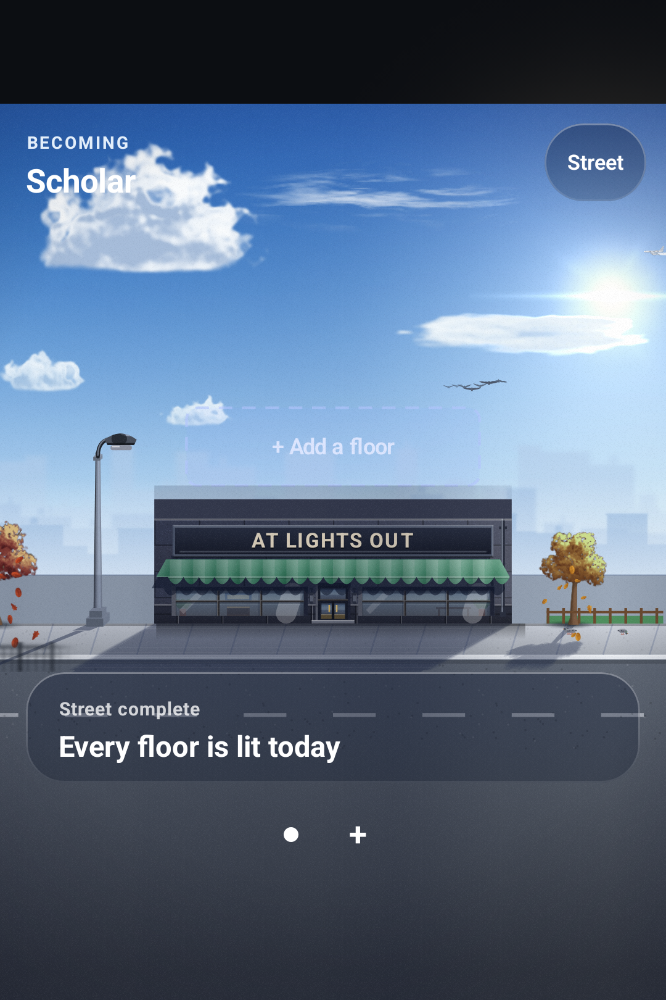 BECOMING
Scholar
Street
+ Add a floor
AT LIGHTS OUT
Street complete
Every floor is lit today
+